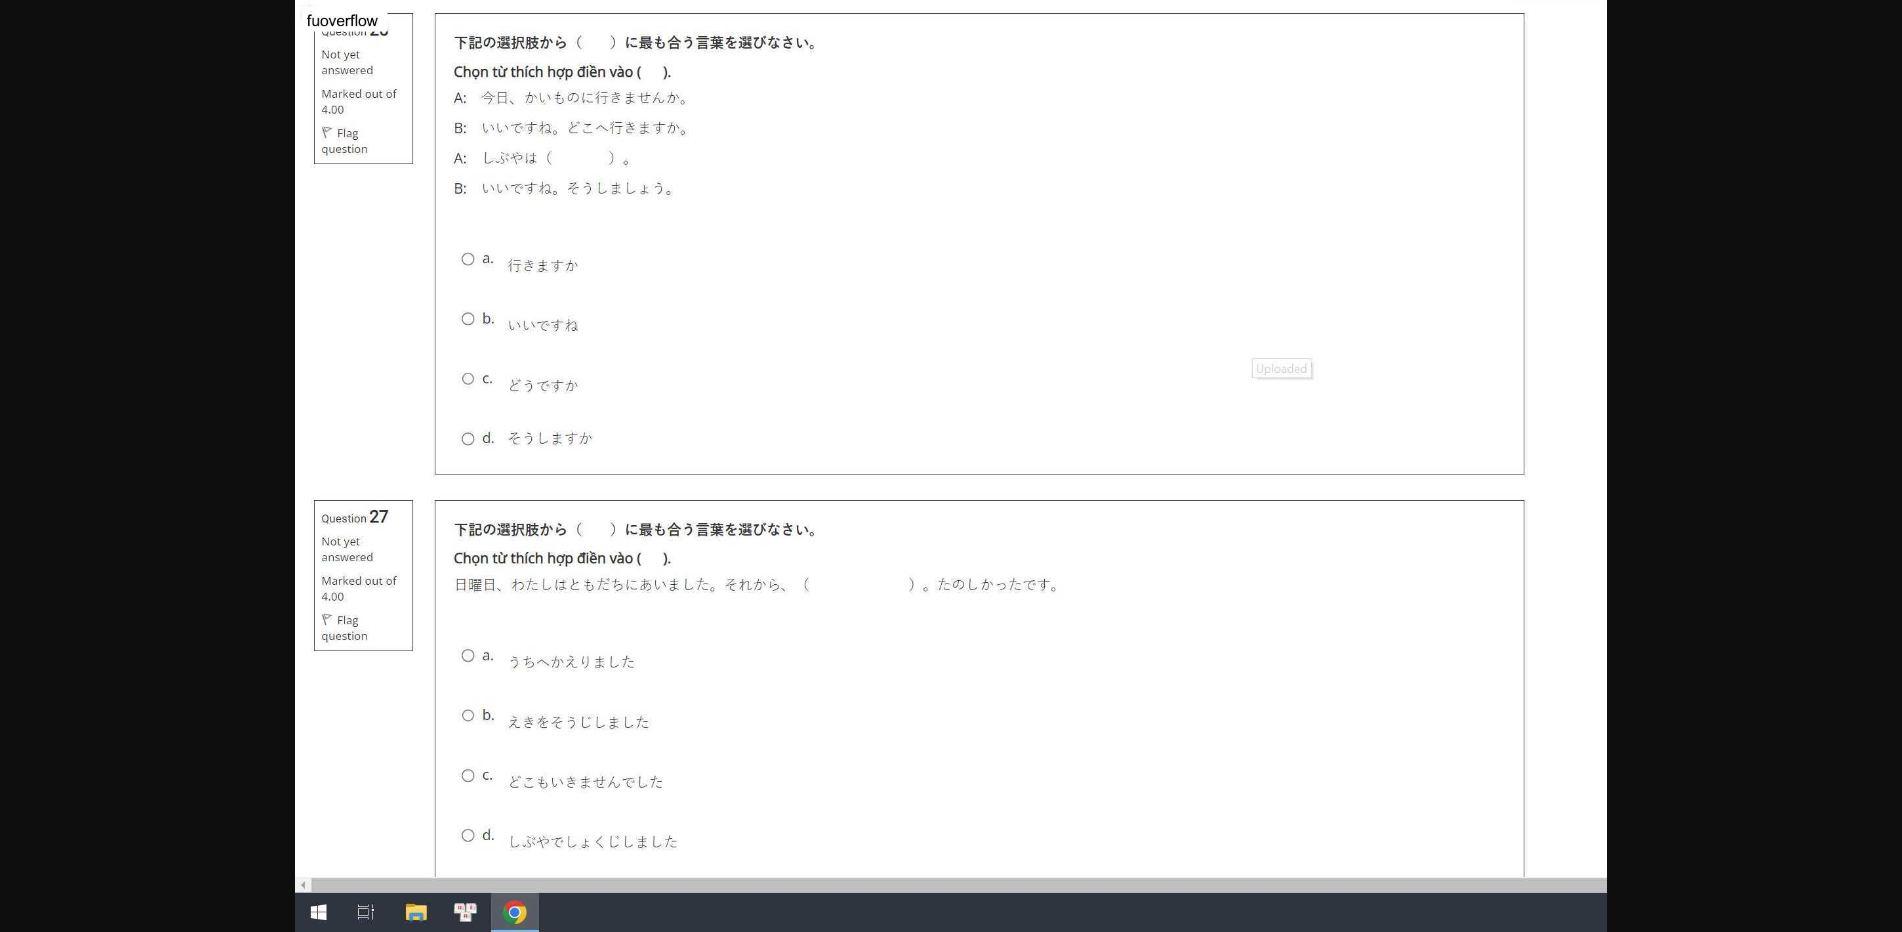 fuoverflow
Question 26
Not yet
answered
Marked out of
4.00
Flag
question
下記の選択肢から（　　）に最も合う言葉を選びなさい。
Chọn từ thích hợp điền vào (     ).
A:　今日、かいものに行きませんか。
B:　いいですね。どこへ行きますか。
A:　しぶやは（　　　　）。
B:　いいですね。そうしましょう。
a. 行きますか
b. いいですね
c. どうですか
d. そうしますか
Uploaded
Question 27
Not yet
answered
Marked out of
4.00
Flag
question
下記の選択肢から（　　）に最も合う言葉を選びなさい。
Chọn từ thích hợp điền vào (     ).
日曜日、わたしはともだちにあいました。それから、（　　　　　　　）。たのしかったです。
a. うちへかえりました
b. えきをそうじしました
c. どこもいきませんでした
d. しぶやでしょくじしました